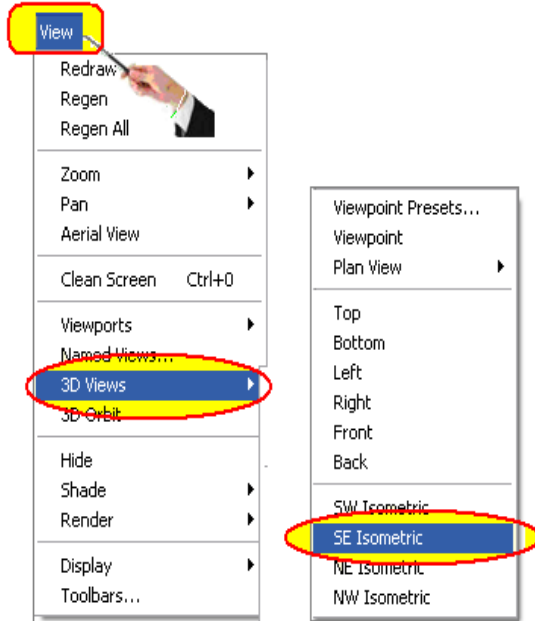 View
Redraw
Regen
Regen All
Zoom
Pan
Aerial View
Clean Screen Ctrl+0
Viewports
Named Views...
3D Views
3D Orbit
Hide
Shade
Render
Display
Toolbars...
Viewpoint Presets...
Viewpoint
Plan View
Top
Bottom
Left
Right
Front
Back
SW Isometric
SE Isometric
NE Isometric
NW Isometric